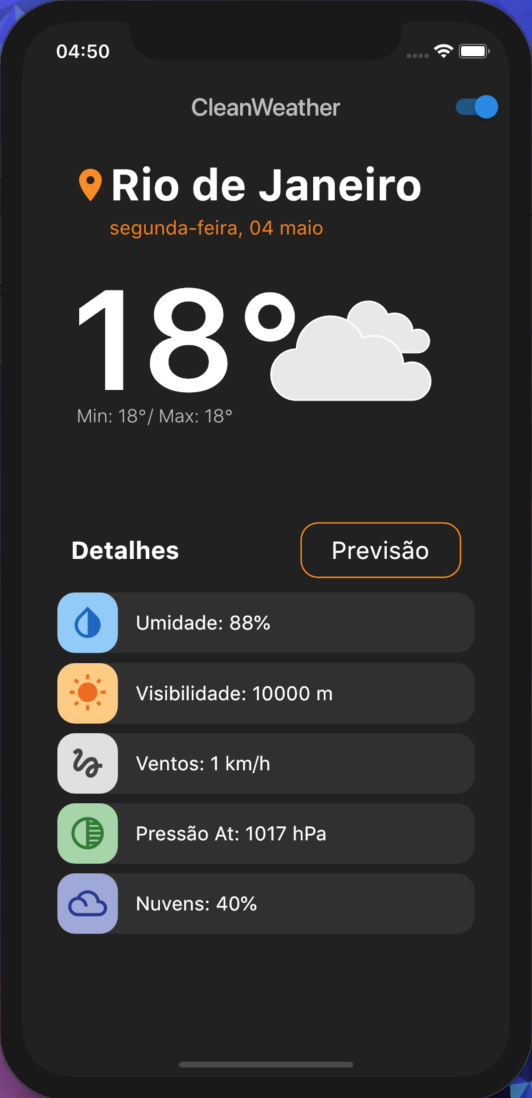 04:50
CleanWeather
Rio de Janeiro
segunda-feira, 04 maio
18°
Min: 18°/ Max: 18°
Detalhes
Previsão
Umidade: 88%
Visibilidade: 10000 m
Ventos: 1 km/h
Pressão At: 1017 hPa
Nuvens: 40%